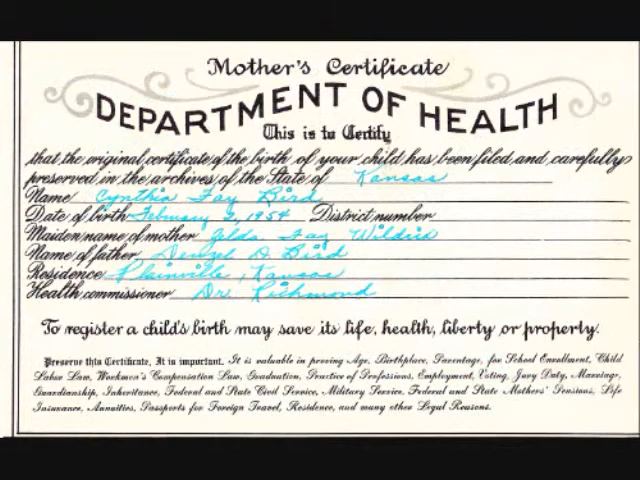 Mother's Certificate
DEPARTMENT OF HEALTH
This is to Certify
that the original certificate of the birth of your child has been filed and carefully
preserved in the archives of the State of Kansas
Name Cynthia Fay Bird
Date of birth February 2, 1954 District number
Maiden name of mother Zelda Fay
Name of father Denzel D. Bird
Residence Plainville, Kansas
Health commissioner Dr. Richmond
To register a child's birth may save its life, health, liberty or property.
Preserve this Certificate, It is important. It is valuable in proving Age, Birthplace, Parentage, for School Enrollment, Child
Labor Law, Workmen's Compensation Law, Graduation, Practice of Professions, Employment, Voting, Jury Duty, Marriage,
Guardianship, Inheritance, Federal and State Civil Service, Military Service, Federal and State Mothers' Pensions, Life
Insurance, Annuities, Passports for Foreign Travel, Residence, and many other Legal Reasons.